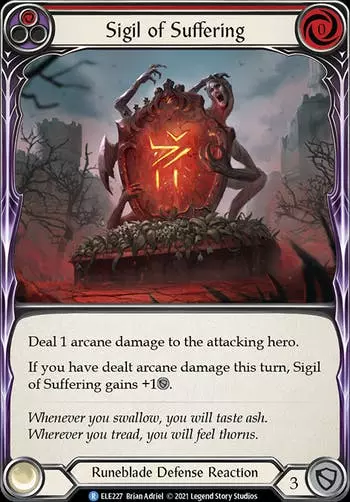 Sigil of Suffering
0
Deal 1 arcane damage to the attacking hero.
If you have dealt arcane damage this turn, Sigil
of Suffering gains +1.
Whenever you swallow, you will taste ash.
Wherever you tread, you will feel thorns.
Runeblade Defense Reaction
3
R ELE227 Brian Adriel © 2021 Legend Story Studios